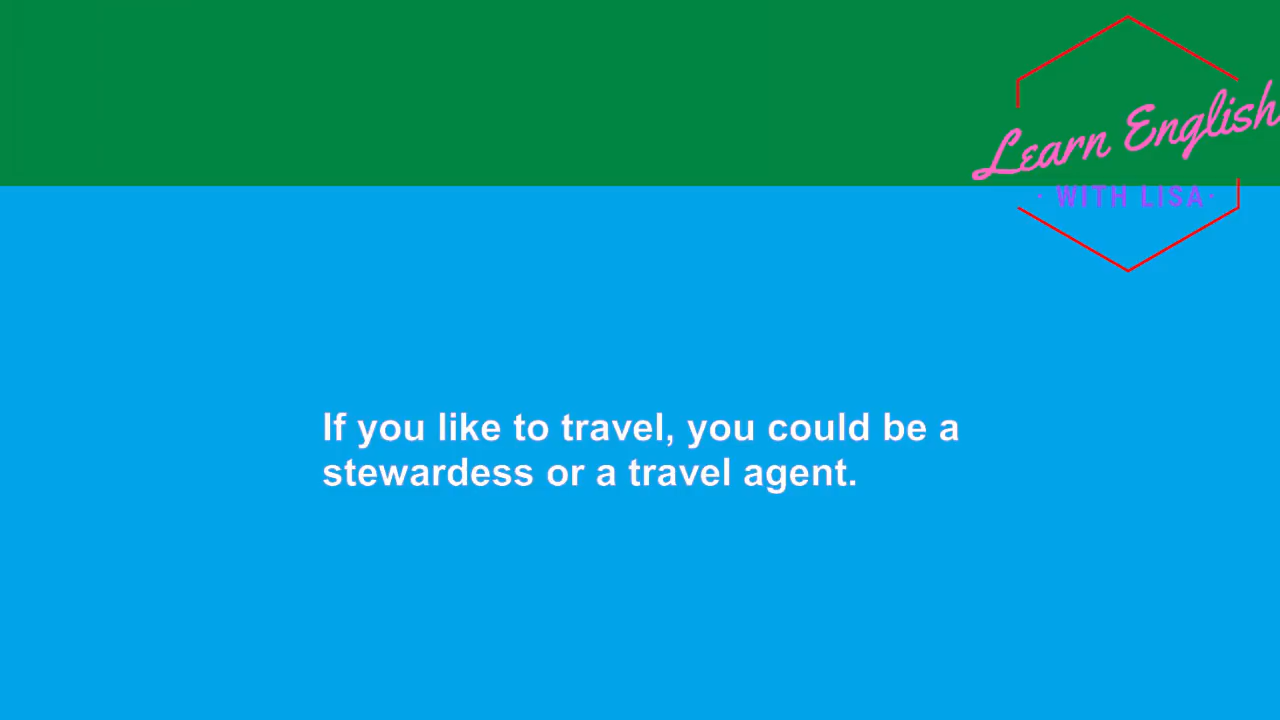 Learn English
· WITH LISA ·
If you like to travel, you could be a
stewardess or a travel agent.